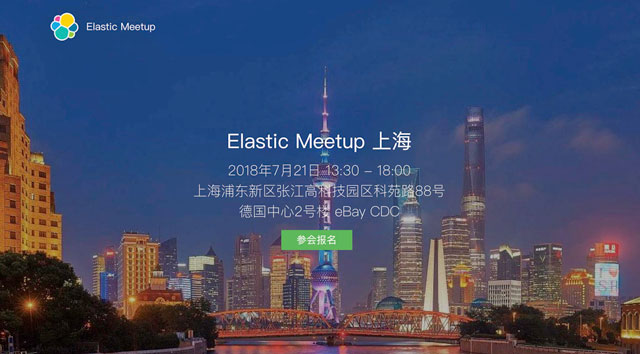 Elastic Meetup
Elastic Meetup 上海
2018年7月21日 13:30 – 18:00
上海浦东新区张江高科技园区科苑路88号
德国中心2号楼 eBay CDC
参会报名